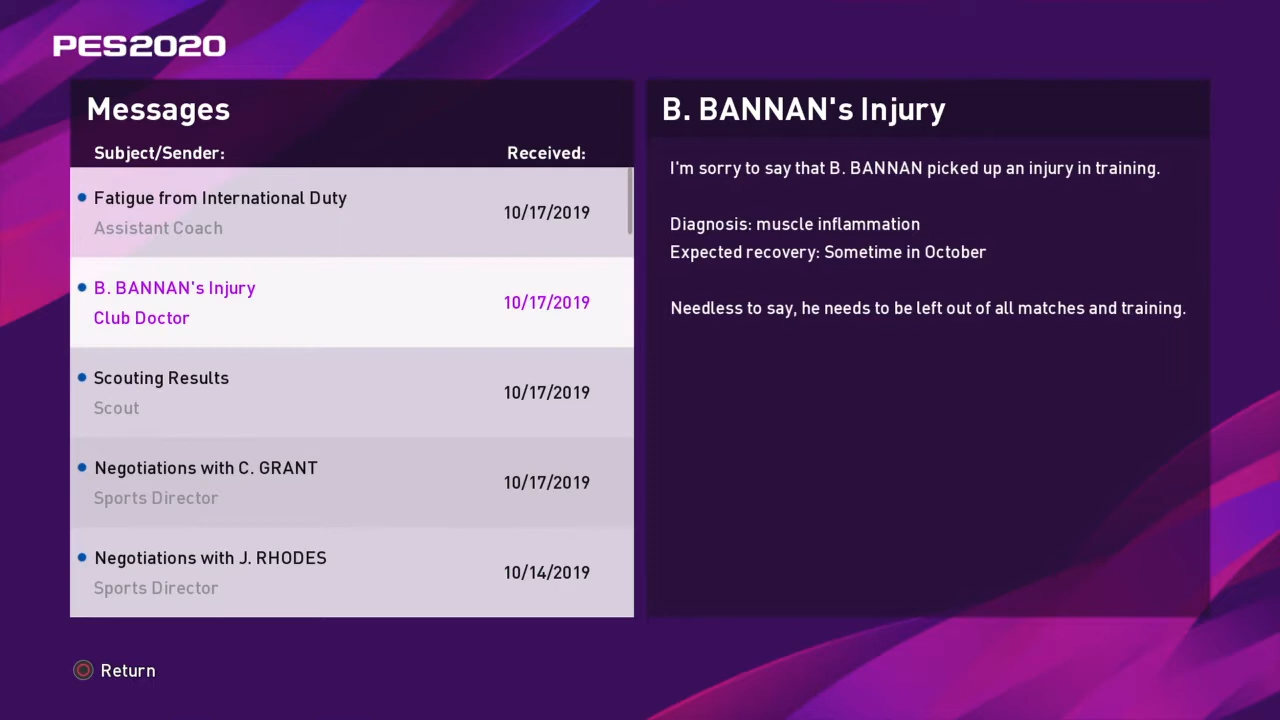 PES2020
Messages
Subject/Sender:
Received:
Fatigue from International Duty
Assistant Coach
10/17/2019
B. BANNAN's Injury
Club Doctor
10/17/2019
Scouting Results
Scout
10/17/2019
Negotiations with C. GRANT
Sports Director
10/17/2019
Negotiations with J. RHODES
Sports Director
10/14/2019
B. BANNAN's Injury
I'm sorry to say that B. BANNAN picked up an injury in training.
Diagnosis: muscle inflammation
Expected recovery: Sometime in October
Needless to say, he needs to be left out of all matches and training.
Return